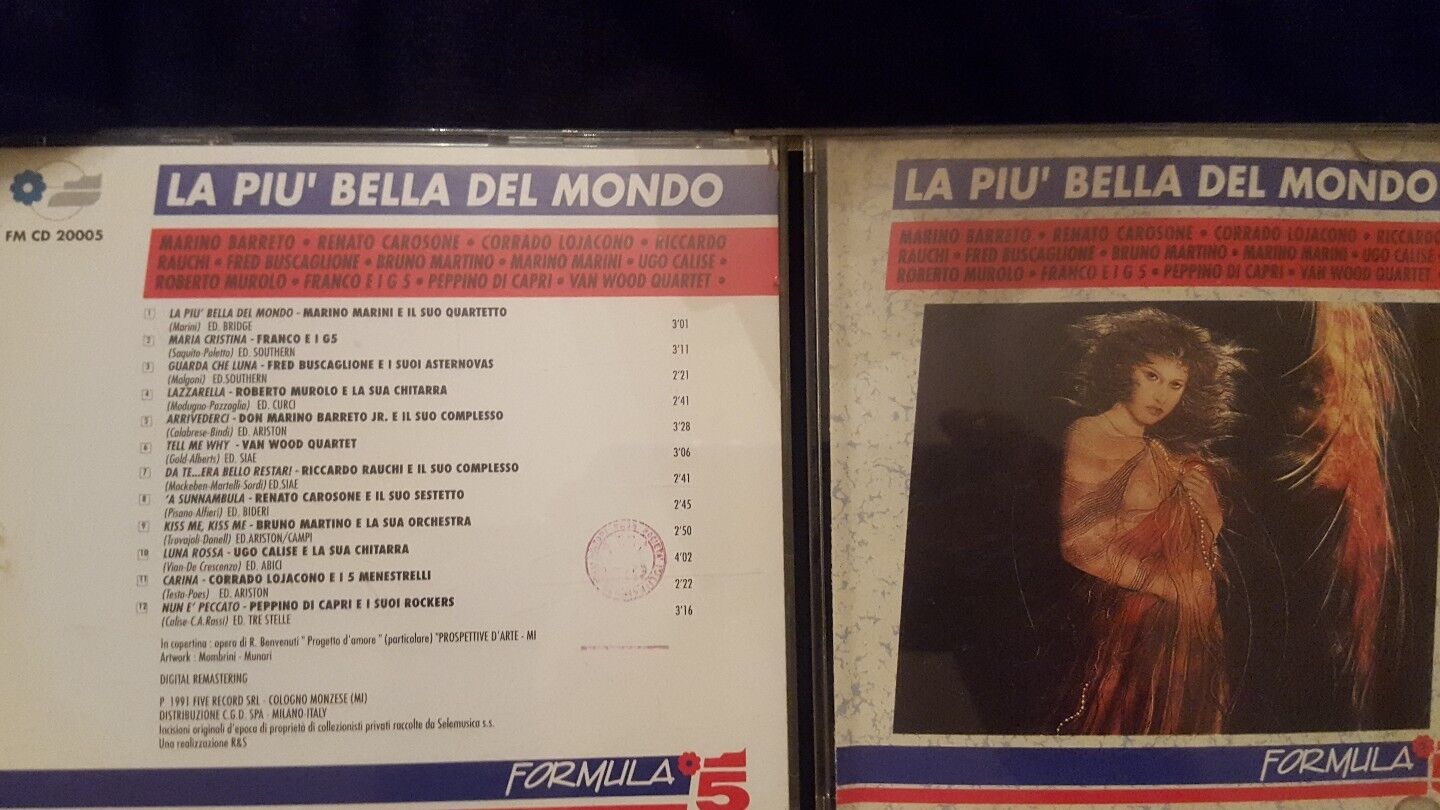 FM CD 20005
LA PIU' BELLA DEL MONDO
MARINO BARRETO • RENATO CAROSONE • CORRADO LOJACONO • RICCARDO
RAUCHI • FRED BUSCAGLIONE • BRUNO MARTINO • MARINO MARINI • UGO CALISE •
ROBERTO MUROLO • FRANCO E I G 5 • PEPPINO DI CAPRI • VAN WOOD QUARTET •
1 LA PIU' BELLA DEL MONDO - MARINO MARINI E IL SUO QUARTETTO
(Marini) ED. BRIDGE 3'01
2 MARIA CRISTINA - FRANCO E I G5
(Saquito-Poletto) ED. SOUTHERN 3'11
3 GUARDA CHE LUNA - FRED BUSCAGLIONE E I SUOI ASTERNOVAS
(Malgoni) ED.SOUTHERN 2'21
4 LAZZARELLA - ROBERTO MUROLO E LA SUA CHITARRA
(Modugno-Pazzaglia) ED. CURCI 2'41
5 ARRIVEDERCI - DON MARINO BARRETO JR. E IL SUO COMPLESSO
(Calabrese-Bindi) ED. ARISTON 3'28
6 TELL ME WHY - VAN WOOD QUARTET
(Gold-Alberts) ED. SIAE 3'06
7 DA TE...ERA BELLO RESTAR! - RICCARDO RAUCHI E IL SUO COMPLESSO
(Mackeben-Martelli-Sordi) ED.SIAE 2'41
8 'A SUNNAMBULA - RENATO CAROSONE E IL SUO SESTETTO
(Pisano-Alfieri) ED. BIDERI 2'45
9 KISS ME, KISS ME - BRUNO MARTINO E LA SUA ORCHESTRA
(Trovajoli-Danell) ED.ARISTON/CAMPI 2'50
10 LUNA ROSSA - UGO CALISE E LA SUA CHITARRA
(Vian-De Crescenzo) ED. ABICI 4'02
11 CARINA - CORRADO LOJACONO E I 5 MENESTRELLI
(Testa-Poes) ED. ARISTON 2'22
12 NUN E' PECCATO - PEPPINO DI CAPRI E I SUOI ROCKERS
(Calise-C.A.Rossi) ED. TRE STELLE 3'16
In copertina : opera di R. Benvenuti " Progetto d'amore " (particolare) "PROSPETTIVE D'ARTE - MI
Artwork : Mombrini - Munari
DIGITAL REMASTERING
P 1991 FIVE RECORD SRL - COLOGNO MONZESE (MI)
DISTRIBUZIONE C.G.D. SPA - MILANO-ITALY
Incisioni originali d'epoca di proprietà di collezionisti privati raccolte da Selemusica s.s.
Una realizzazione R&S
FORMULA 5
LA PIU' BELLA DEL MONDO
MARINO BARRETO • RENATO CAROSONE • CORRADO LOJACONO • RICCARDO
RAUCHI • FRED BUSCAGLIONE • BRUNO MARTINO • MARINO MARINI • UGO CALISE •
ROBERTO MUROLO • FRANCO E I G 5 • PEPPINO DI CAPRI • VAN WOOD QUARTET •
FORMULA